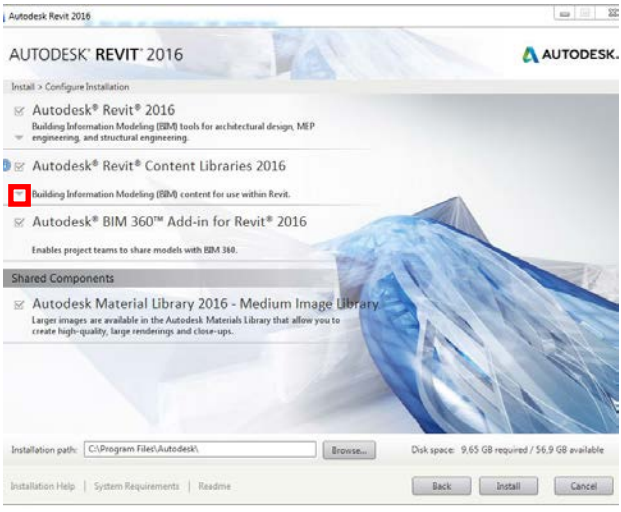 Autodesk Revit 2016
AUTODESK® REVIT® 2016
AUTODESK.
Install > Configure Installation
Autodesk® Revit® 2016
Building Information Modeling (BIM) tools for architectural design, MEP
engineering, and structural engineering.
Autodesk® Revit® Content Libraries 2016
Building Information Modeling (BIM) content for use within Revit.
Autodesk® BIM 360™ Add-in for Revit® 2016
Enables project teams to share models with BIM 360.
Shared Components
Autodesk Material Library 2016 - Medium Image Library
Larger images are available in the Autodesk Materials Library that allow you to
create high-quality, large renderings and close-ups.
Installation path: C:\Program Files\Autodesk\ Browse... Disk space: 9,65 GB required / 56,9 GB available
Installation Help | System Requirements | Readme Back Install Cancel